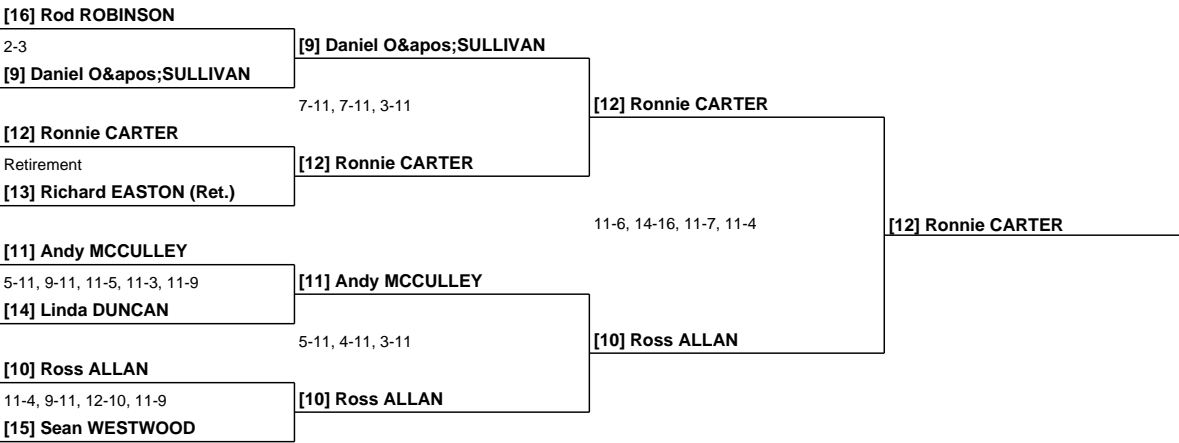 [16] Rod ROBINSON
2-3
[9] Daniel O&apos;SULLIVAN
[9] Daniel O&apos;SULLIVAN
7-11, 7-11, 3-11
[12] Ronnie CARTER
[12] Ronnie CARTER
Retirement
[12] Ronnie CARTER
[13] Richard EASTON (Ret.)
11-6, 14-16, 11-7, 11-4
[12] Ronnie CARTER
[11] Andy MCCULLEY
5-11, 9-11, 11-5, 11-3, 11-9
[11] Andy MCCULLEY
[14] Linda DUNCAN
5-11, 4-11, 3-11
[10] Ross ALLAN
[10] Ross ALLAN
11-4, 9-11, 12-10, 11-9
[10] Ross ALLAN
[15] Sean WESTWOOD